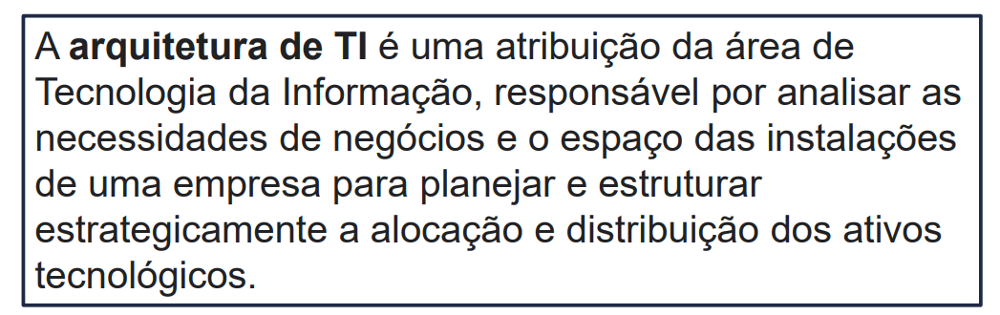 A arquitetura de TI é uma atribuição da área de
Tecnologia da Informação, responsável por analisar as
necessidades de negócios e o espaço das instalações
de uma empresa para planejar e estruturar
estrategicamente a alocação e distribuição dos ativos
tecnológicos.